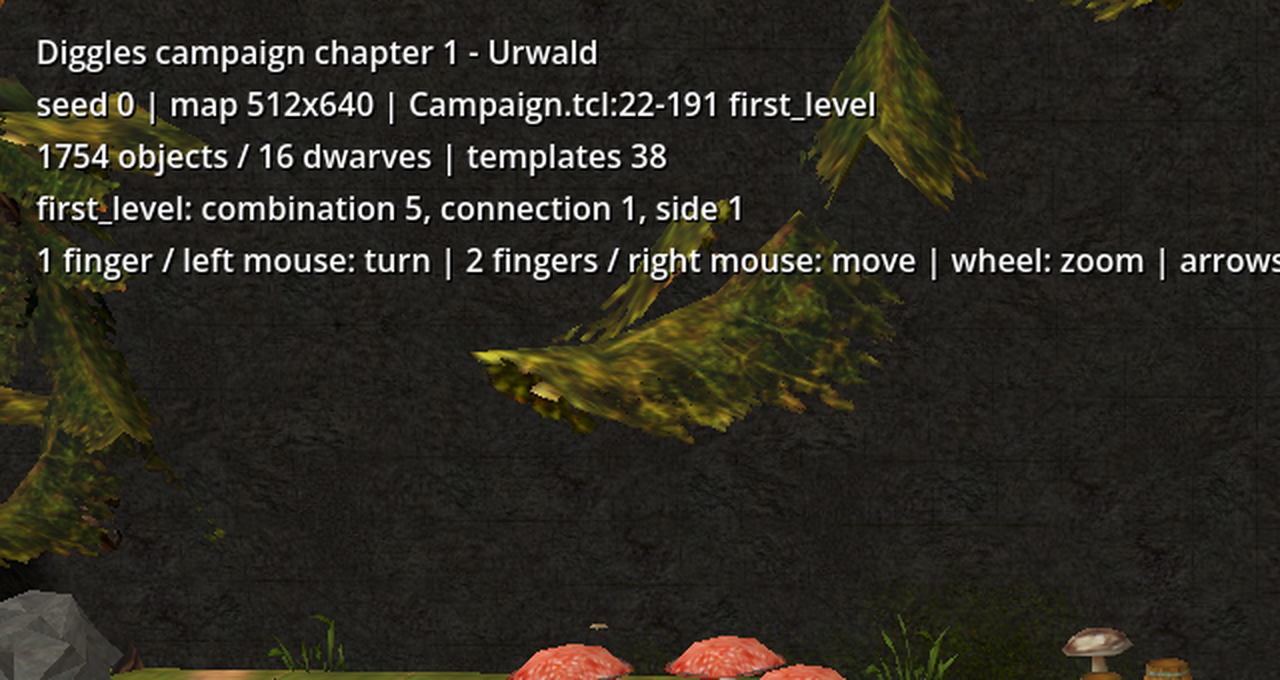 Diggles campaign chapter 1 - Urwald
seed 0 | map 512x640 | Campaign.tcl:22-191 first_level
1754 objects / 16 dwarves | templates 38
first_level: combination 5, connection 1, side 1
1 finger / left mouse: turn | 2 fingers / right mouse: move | wheel: zoom | arrows